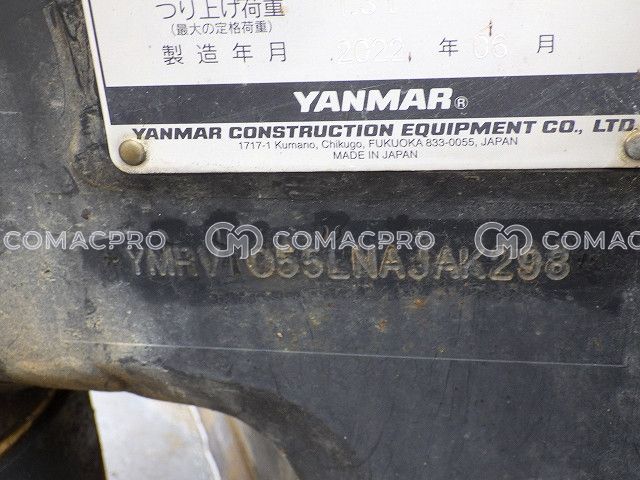 つり上げ荷重
(最大の定格荷重)
製造年月 2022 年 06 月
YANMAR®
YANMAR CONSTRUCTION EQUIPMENT CO., LTD
1717-1 Kumano, Chikugo, FUKUOKA 833-0055, JAPAN
MADE IN JAPAN
COMACPRO COMACPRO COMACPRO
YMRV1055LNAJAK298